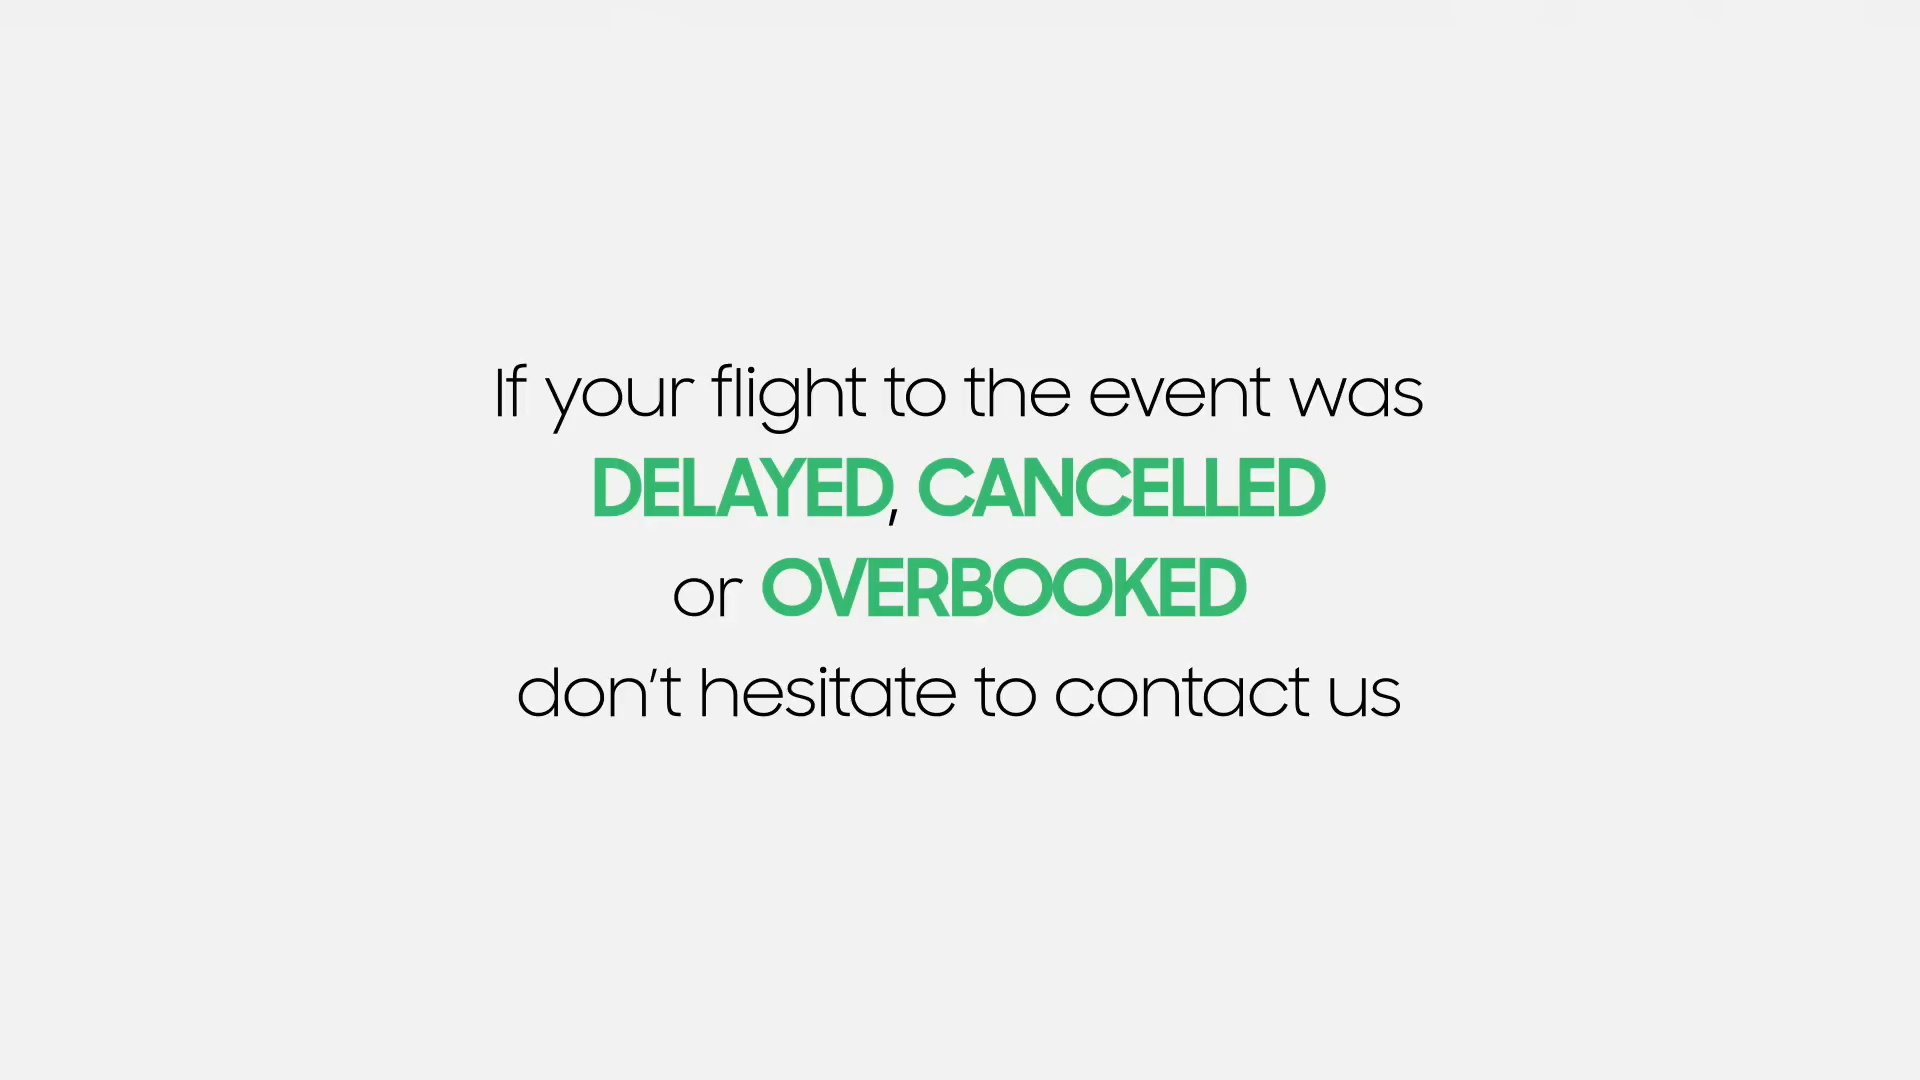 If your flight to the event was
DELAYED, CANCELLED
or OVERBOOKED
don’t hesitate to contact us